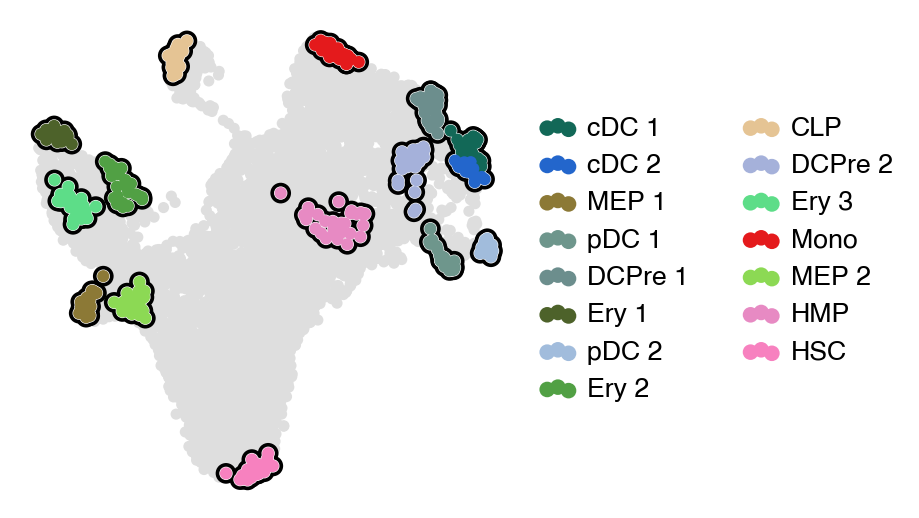 cDC 1
cDC 2
MEP 1
pDC 1
DCPre 1
Ery 1
pDC 2
Ery 2
CLP
DCPre 2
Ery 3
Mono
MEP 2
HMP
HSC